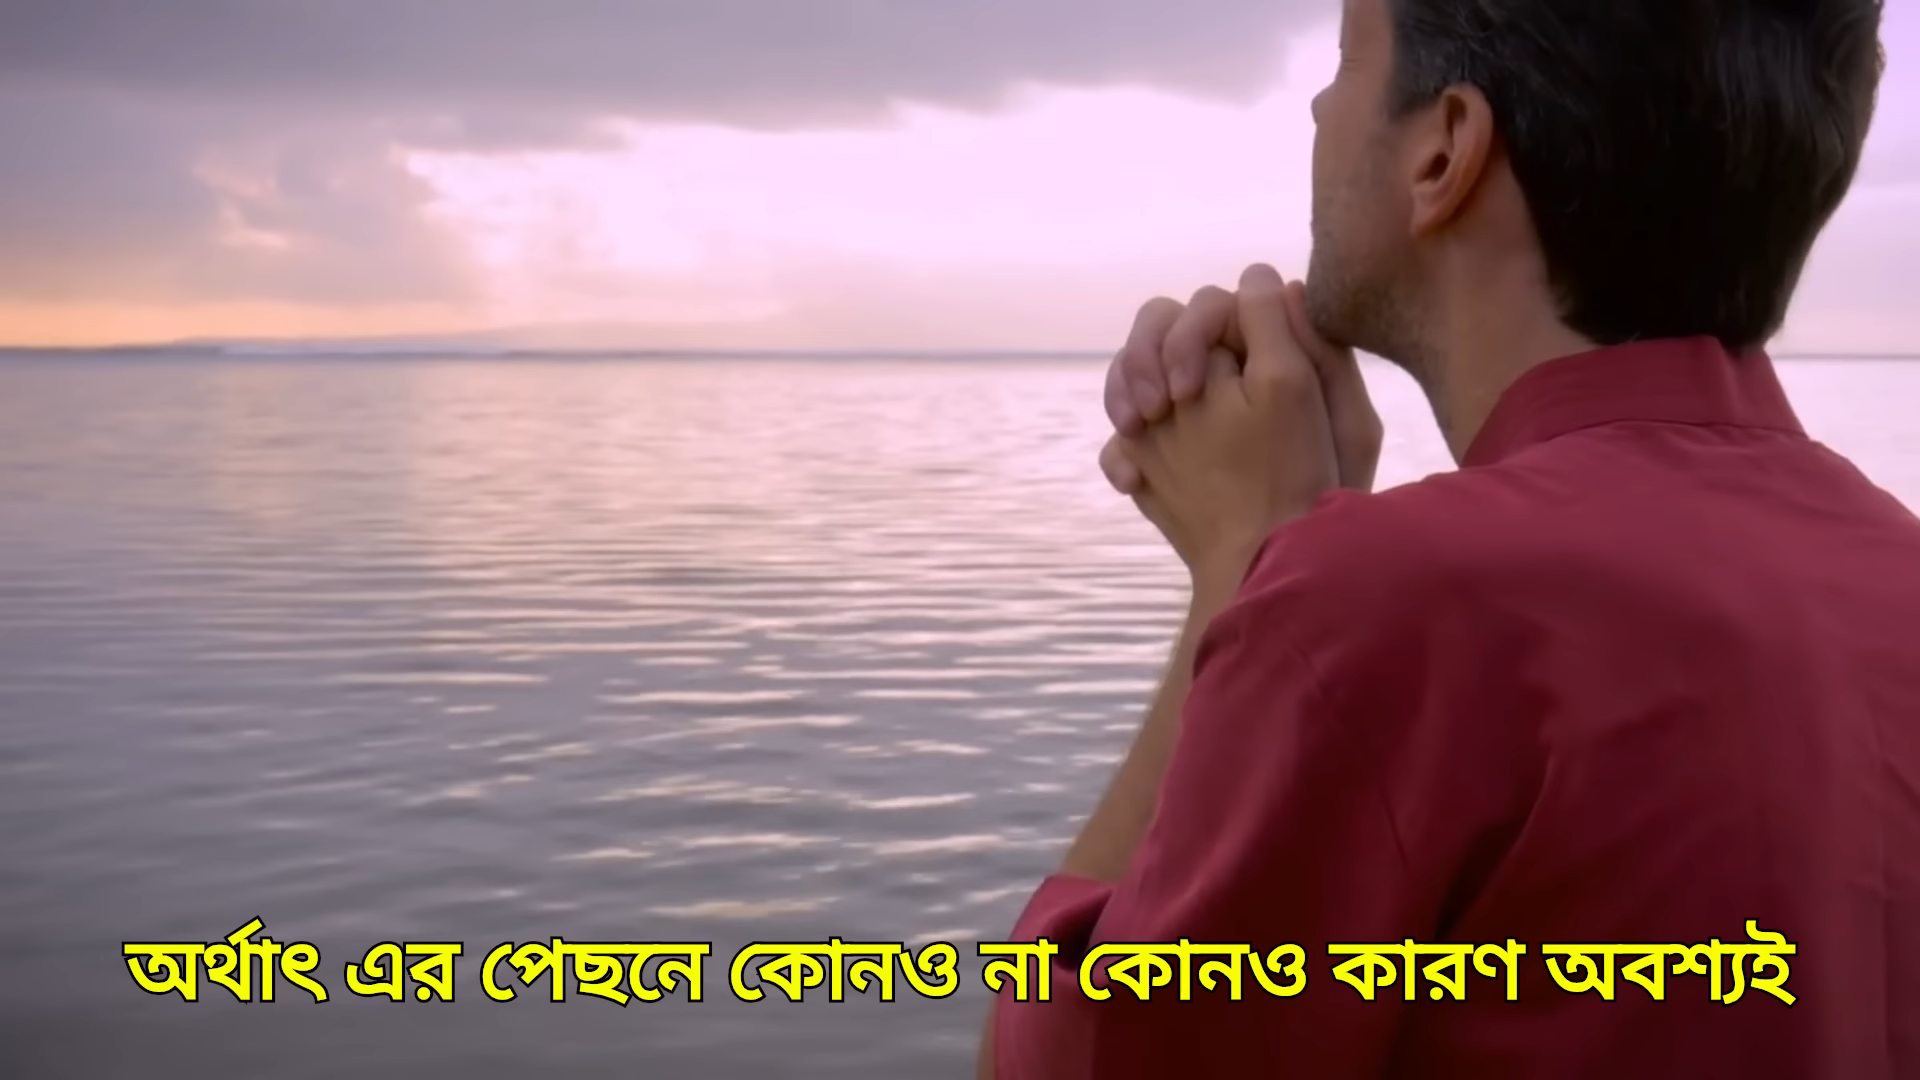 অর্থাৎ এর পেছনে কোনও না কোনও কারণ অবশ্যই